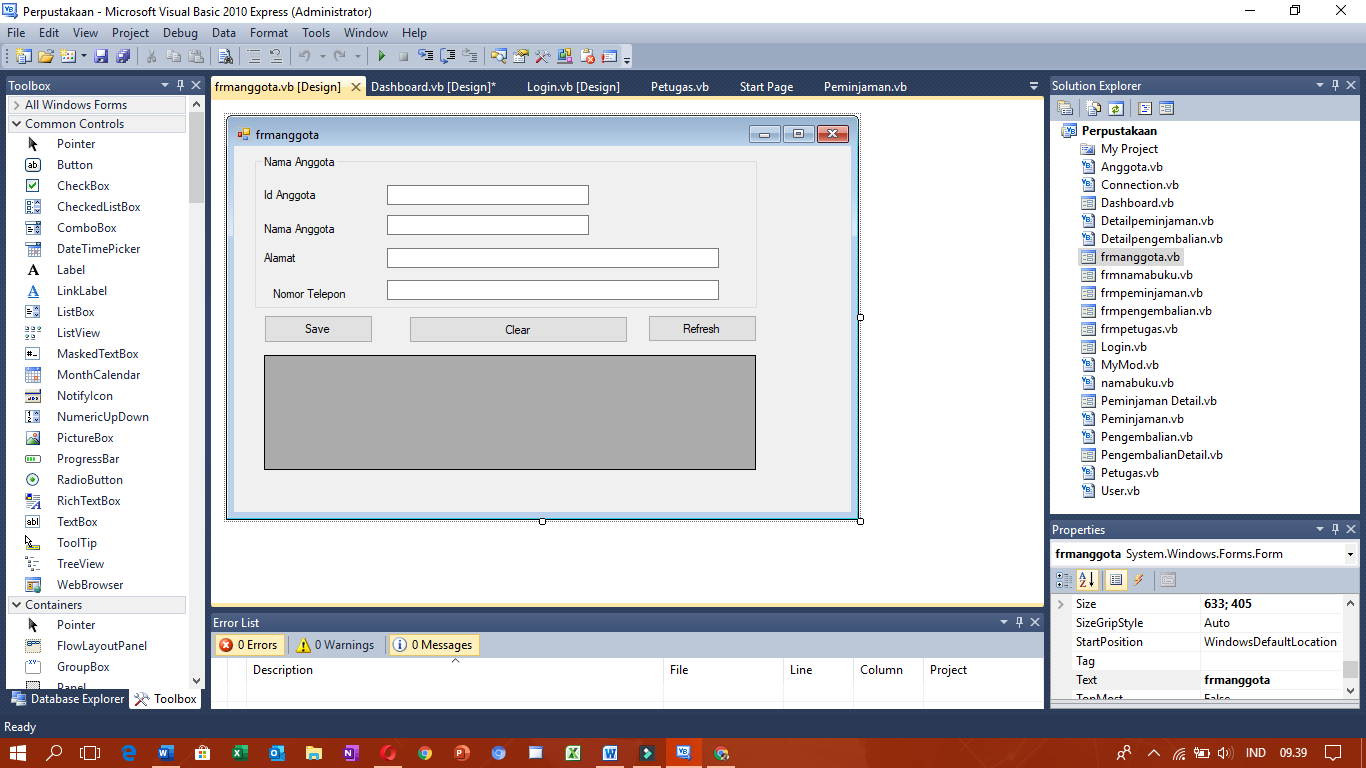 Perpustakaan - Microsoft Visual Basic 2010 Express (Administrator)
File Edit View Project Debug Data Format Tools Window Help
Toolbox
All Windows Forms
Common Controls
Pointer
Button
CheckBox
CheckedListBox
ComboBox
DateTimePicker
Label
LinkLabel
ListBox
ListView
MaskedTextBox
MonthCalendar
NotifyIcon
NumericUpDown
PictureBox
ProgressBar
RadioButton
RichTextBox
TextBox
ToolTip
TreeView
WebBrowser
Containers
Pointer
FlowLayoutPanel
GroupBox
Panel
Database Explorer Toolbox
frmanggota.vb [Design] Dashboard.vb [Design]* Login.vb [Design] Petugas.vb Start Page Peminjaman.vb
frmanggota
Nama Anggota
Id Anggota
Nama Anggota
Alamat
Nomor Telepon
Save Clear Refresh
Error List
0 Errors 0 Warnings 0 Messages
Description File Line Column Project
Solution Explorer
Perpustakaan
My Project
Anggota.vb
Connection.vb
Dashboard.vb
Detailpeminjaman.vb
Detailpengembalian.vb
frmanggota.vb
frmnamabuku.vb
frmpeminjaman.vb
frmpengembalian.vb
frmpetugas.vb
Login.vb
MyMod.vb
namabuku.vb
Peminjaman Detail.vb
Peminjaman.vb
Pengembalian.vb
PengembalianDetail.vb
Petugas.vb
User.vb
Properties
frmanggota System.Windows.Forms.Form
Size 633; 405
SizeGripStyle Auto
StartPosition WindowsDefaultLocation
Tag
Text frmanggota
TopMost False
Ready
IND 09.39